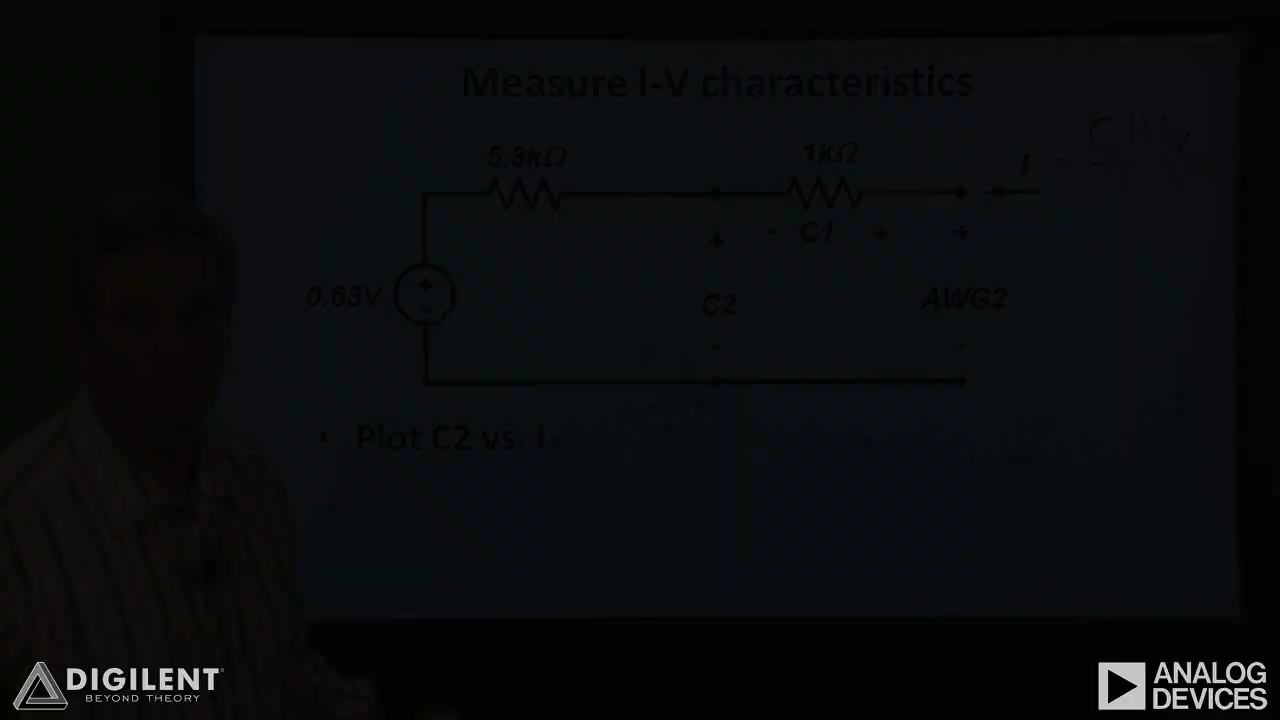 Measure I-V characteristics
5.3kΩ
1kΩ
I
+
- C1 +
+
0.63V
+
-
C2
AWG2
-
-
• Plot C2 vs. I
DIGILENT
BEYOND THEORY
ANALOG
DEVICES